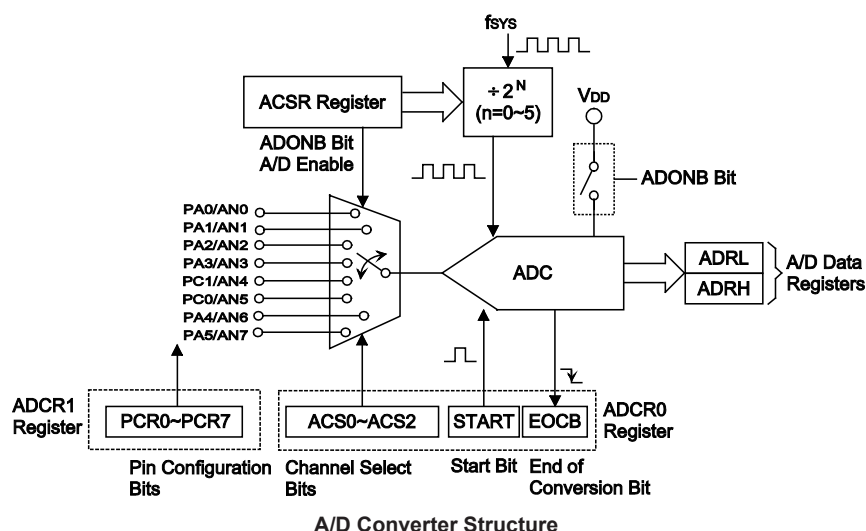 fSYS
ACSR Register
÷ 2^N
(n=0~5)
VDD
ADONB Bit
A/D Enable
ADONB Bit
PA0/AN0
PA1/AN1
PA2/AN2
PA3/AN3
PC1/AN4
PC0/AN5
PA4/AN6
PA5/AN7
ADC
ADRL
ADRH
A/D Data
Registers
ADCR1
Register
PCR0~PCR7
ACS0~ACS2
START
EOCB
ADCR0
Register
Pin Configuration
Bits
Channel Select
Bits
Start Bit
End of
Conversion Bit
A/D Converter Structure